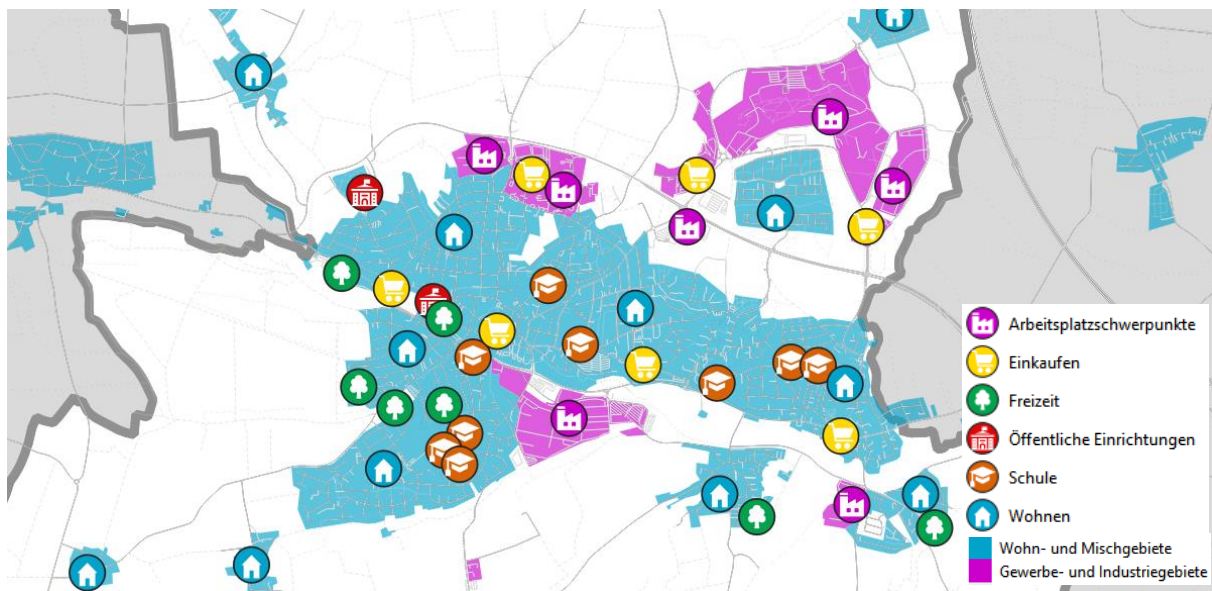 Arbeitsplatzschwerpunkte
Einkaufen
Freizeit
Öffentliche Einrichtungen
Schule
Wohnen
Wohn- und Mischgebiete
Gewerbe- und Industriegebiete